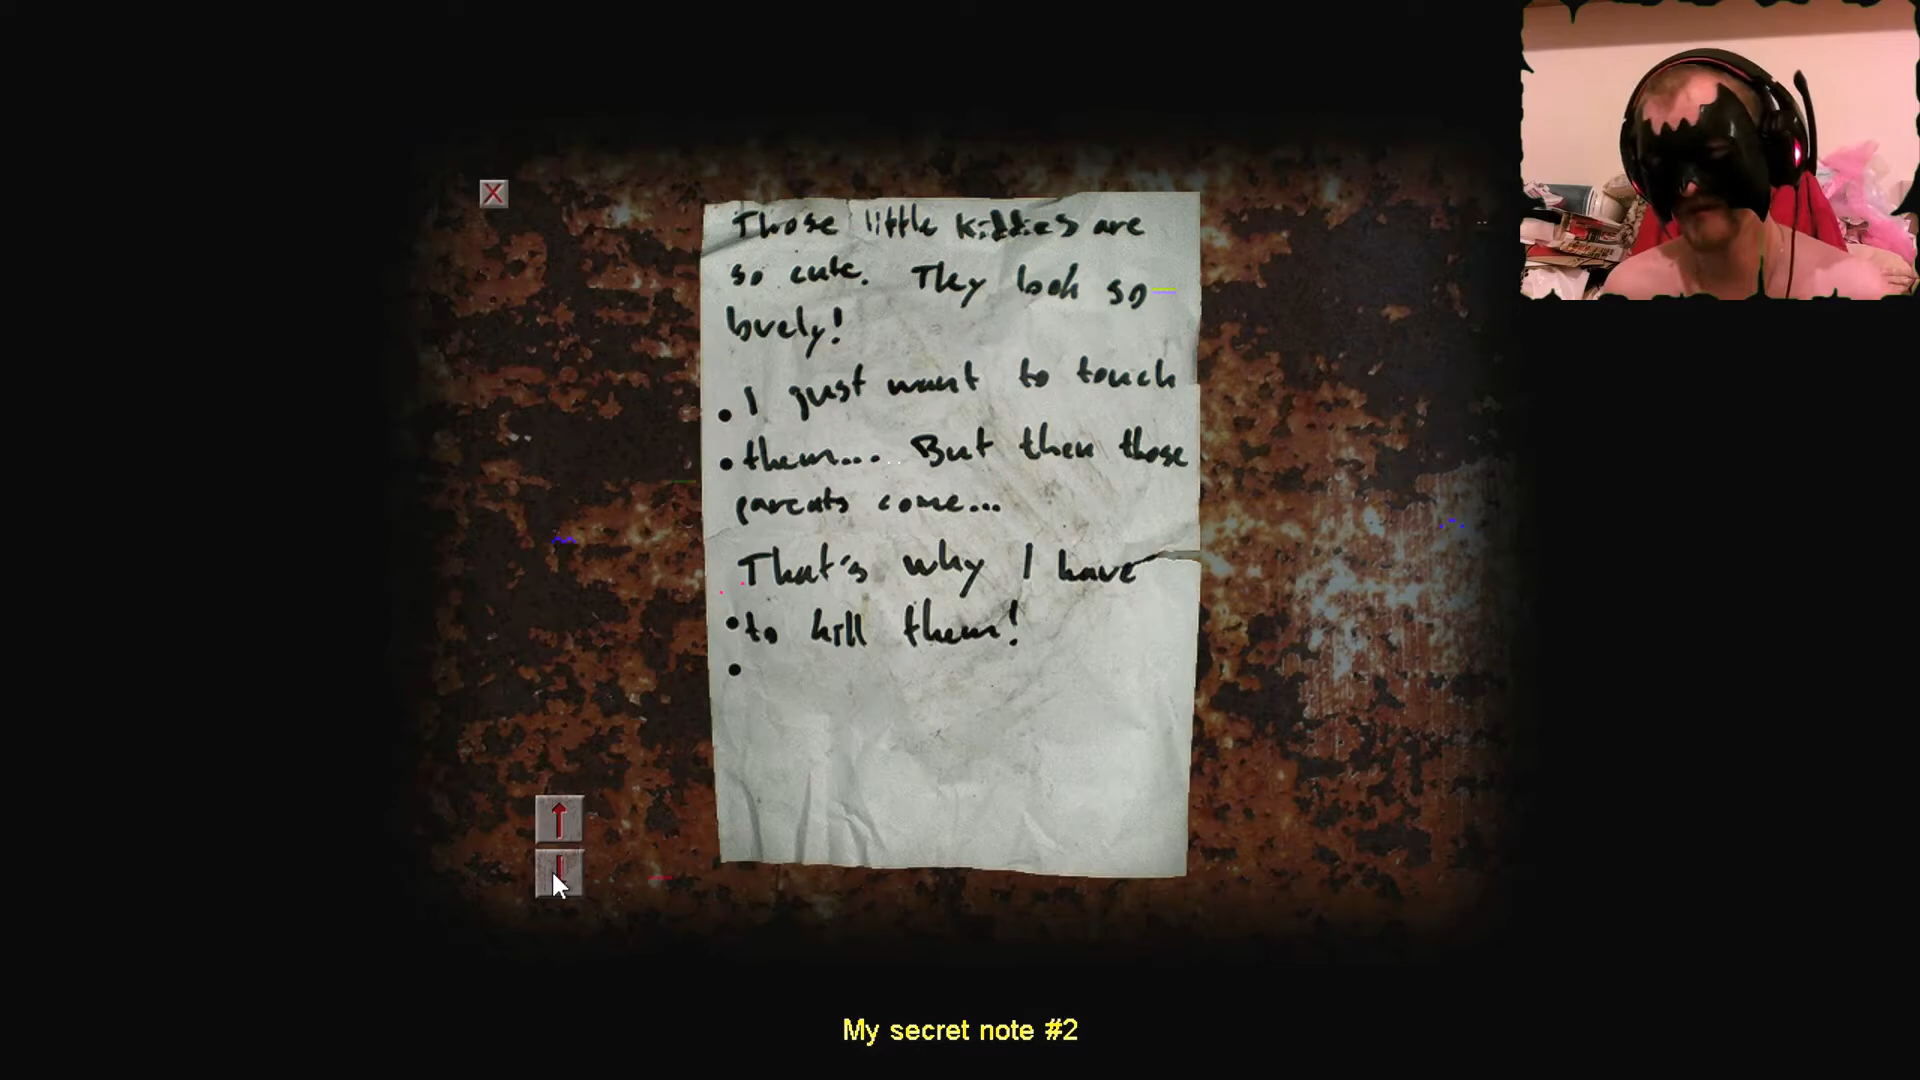 Those little kiddies are
so cute. They look so
lovely!
I just want to touch
them... But then those
parents come...
That's why I have
to kill them!
My secret note #2